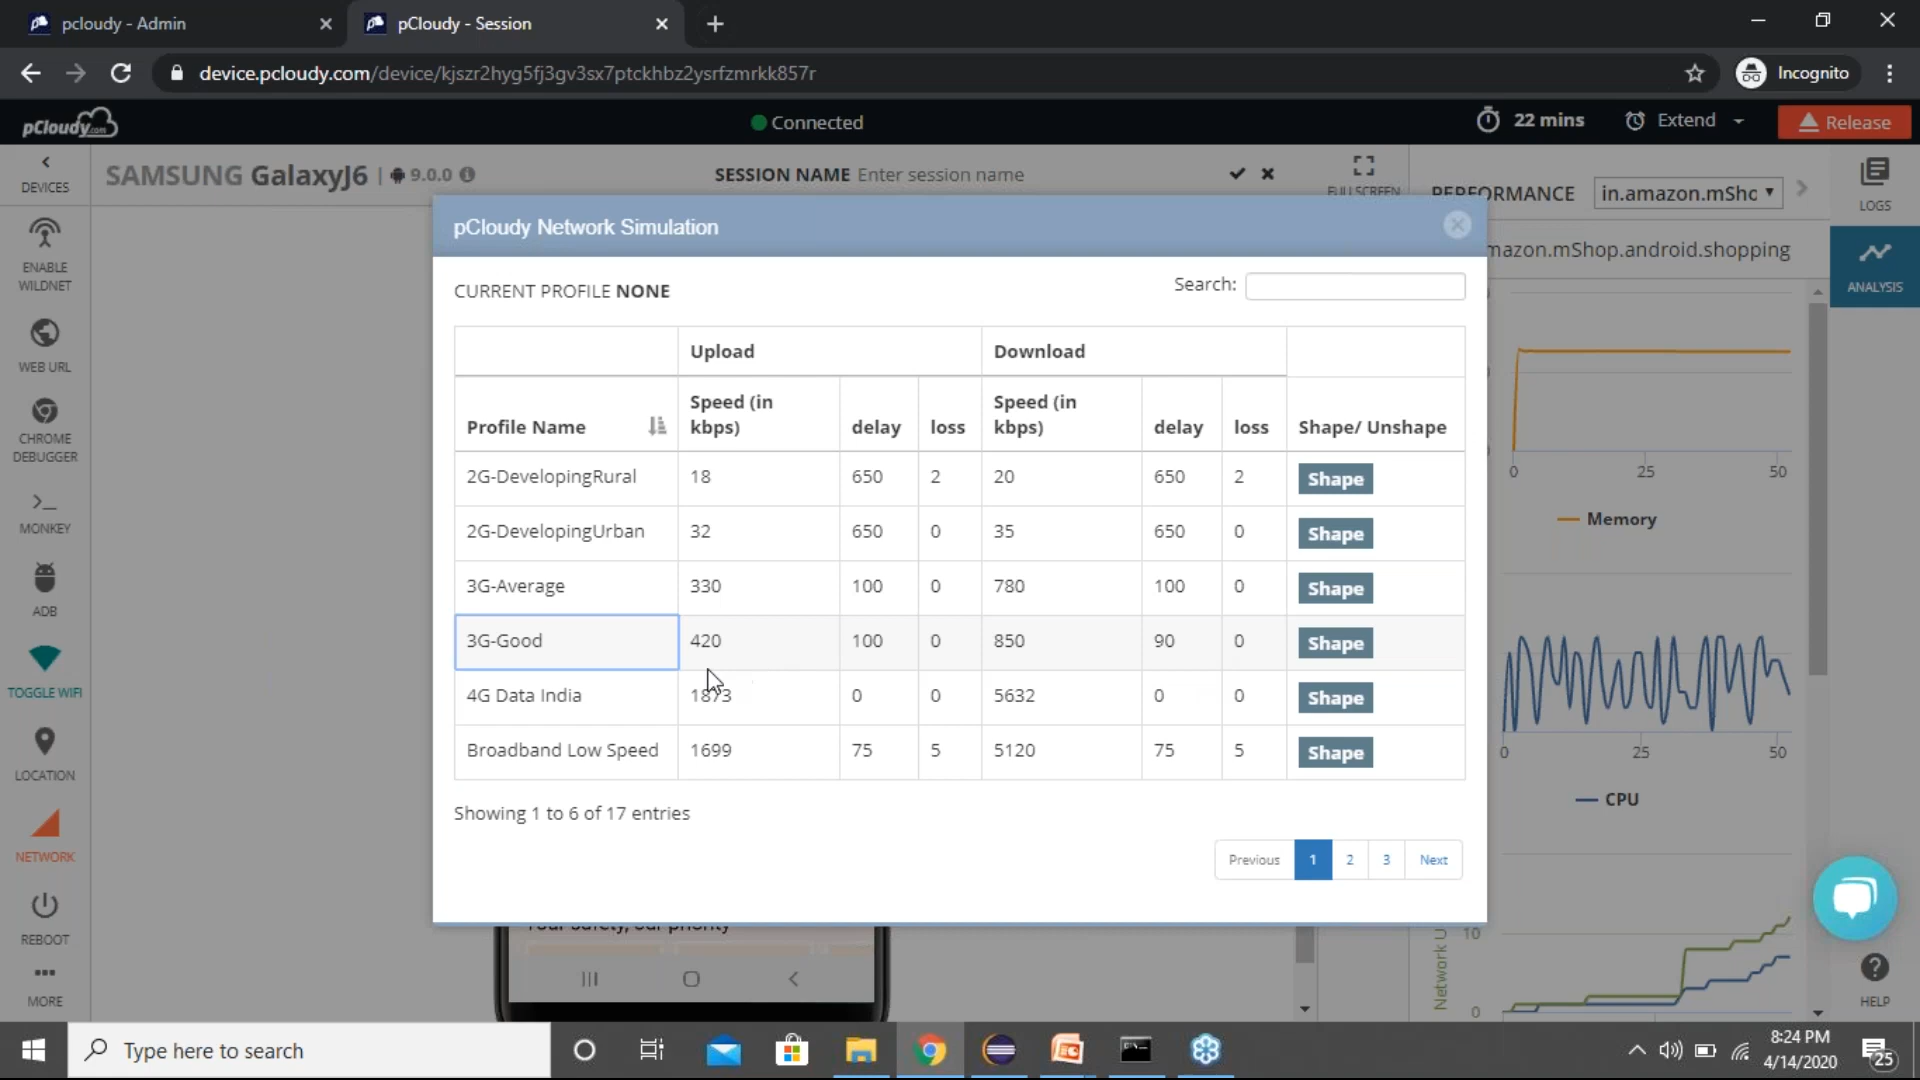 pcloudy - Admin
pCloudy - Session
device.pcloudy.com/device/kjszr2hyg5fj3gv3sx7ptckhbz2ysrfzmrkk857r
Incognito
pCloudy.com
Connected
22 mins
Extend
Release
DEVICES
SAMSUNG GalaxyJ6 | 9.0.0
SESSION NAME Enter session name
FULLSCREEN
PERFORMANCE
in.amazon.mSho
LOGS
mazon.mShop.android.shopping
ANALYSIS
ENABLE
WILDNET
WEB URL
CHROME
DEBUGGER
MONKEY
ADB
TOGGLE WIFI
LOCATION
NETWORK
REBOOT
MORE
pCloudy Network Simulation
CURRENT PROFILE NONE
Search:
Upload Download
Profile Name Speed (in kbps) delay loss Speed (in kbps) delay loss Shape/ Unshape
2G-DevelopingRural 18 650 2 20 650 2 Shape
2G-DevelopingUrban 32 650 0 35 650 0 Shape
3G-Average 330 100 0 780 100 0 Shape
3G-Good 420 100 0 850 90 0 Shape
4G Data India 1873 0 0 5632 0 0 Shape
Broadband Low Speed 1699 75 5 5120 75 5 Shape
Showing 1 to 6 of 17 entries
Previous 1 2 3 Next
Your safety, our priority
0 25 50
Memory
0 25 50
CPU
10
Network U
0
HELP
Type here to search
8:24 PM
4/14/2020
25